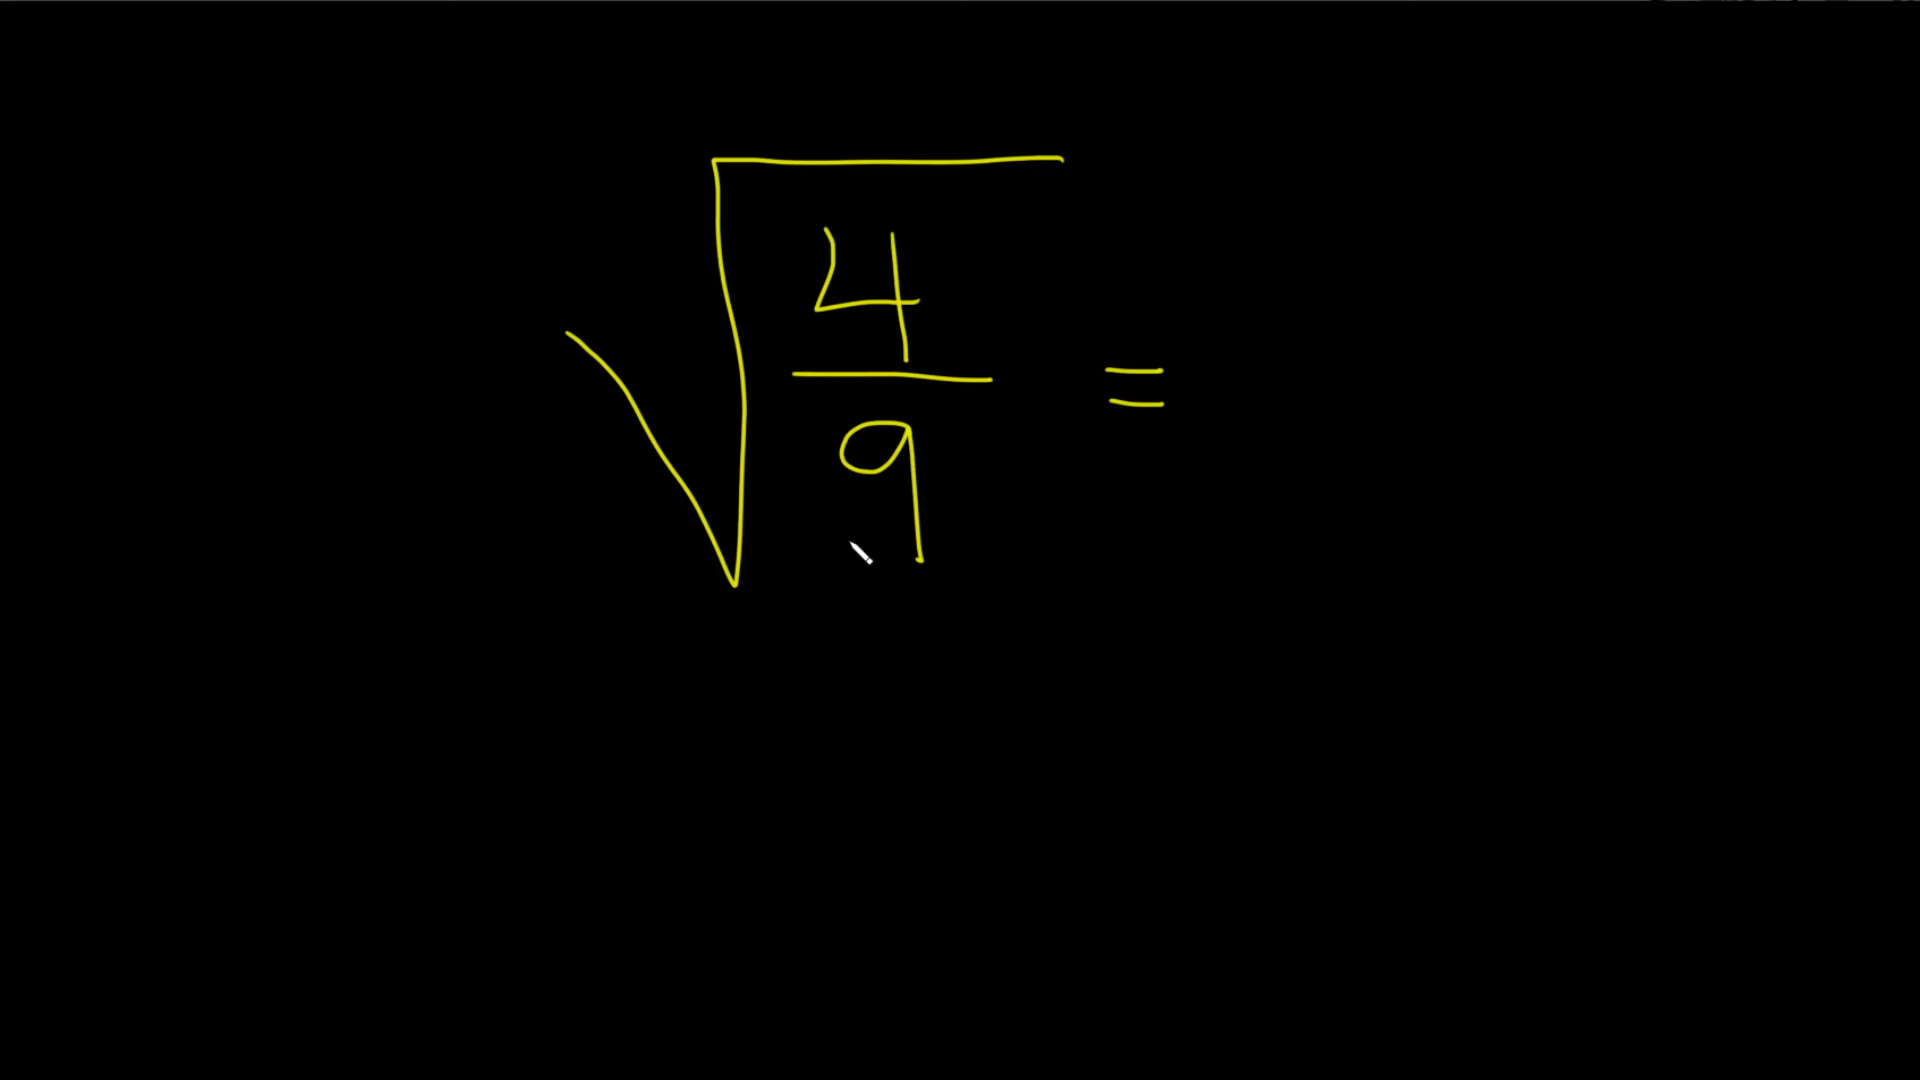 √(4/9) =